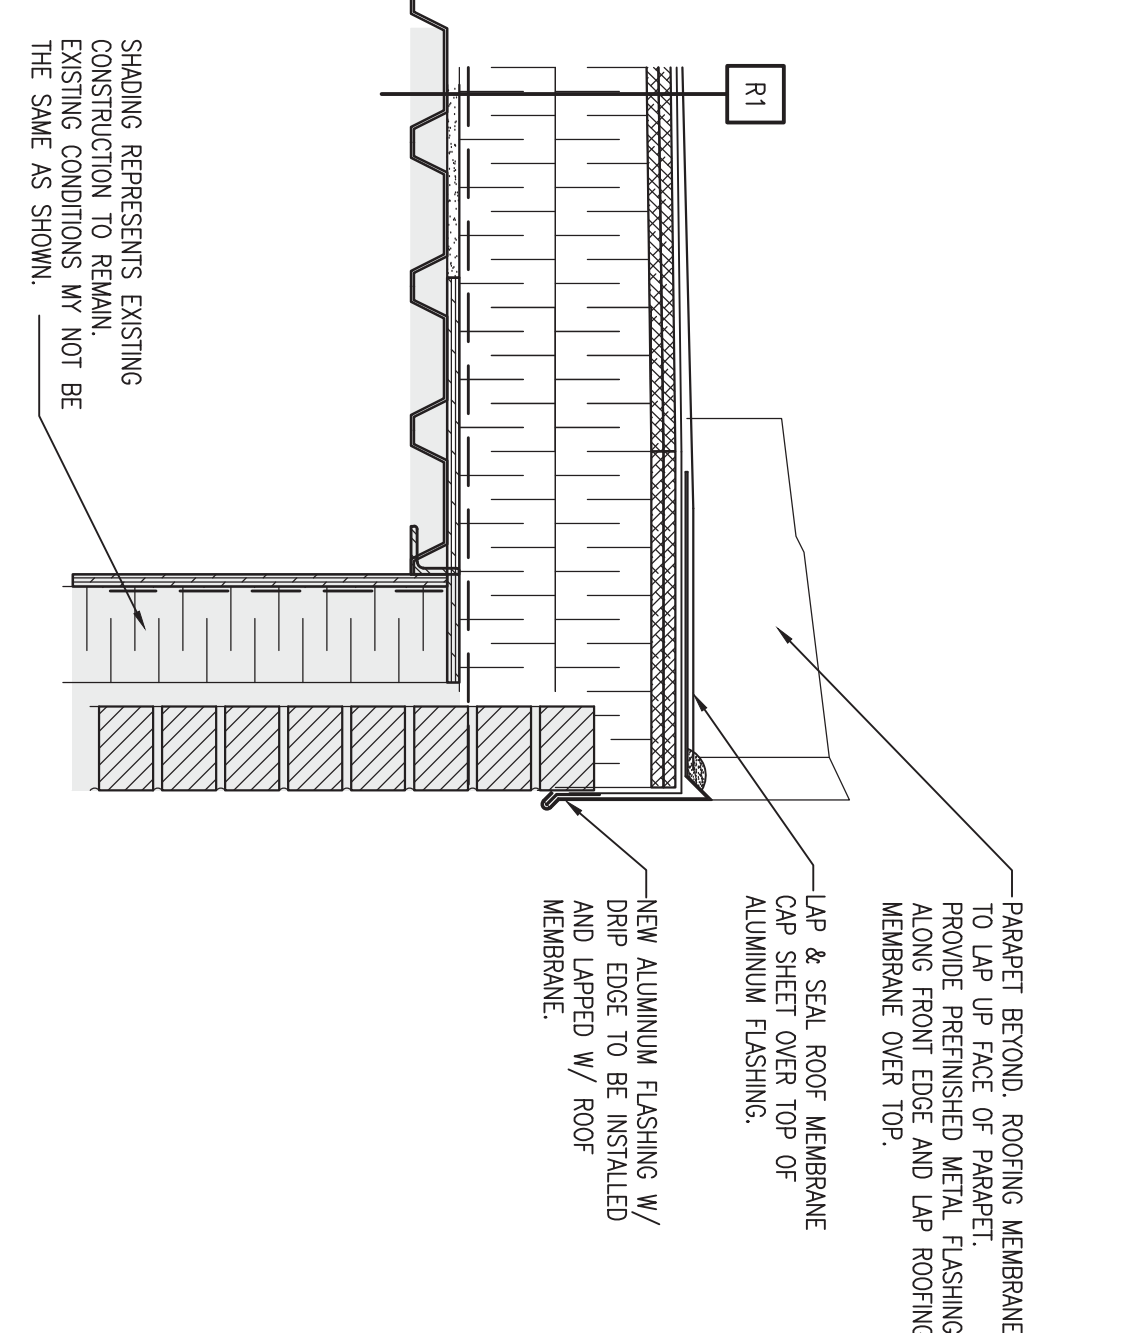 R1
PARAPET BEYOND. ROOFING MEMBRANE
TO LAP UP FACE OF PARAPET.
PROVIDE PREFINISHED METAL FLASHING
ALONG FRONT EDGE AND LAP ROOFING
MEMBRANE OVER TOP.
LAP & SEAL ROOF MEMBRANE
CAP SHEET OVER TOP OF
ALUMINUM FLASHING.
NEW ALUMINUM FLASHING W/
DRIP EDGE TO BE INSTALLED
AND LAPPED W/ ROOF
MEMBRANE.
SHADING REPRESENTS EXISTING
CONSTRUCTION TO REMAIN.
EXISTING CONDITIONS MY NOT BE
THE SAME AS SHOWN.